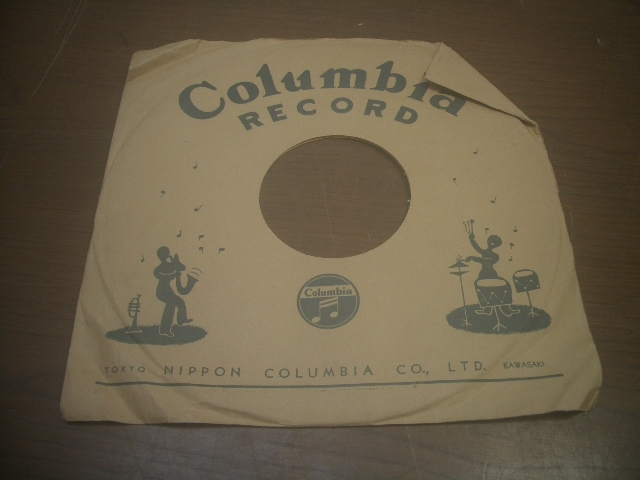 Columbia
RECORD
Columbia
TOKYO NIPPON COLUMBIA CO., LTD. KAWASAKI